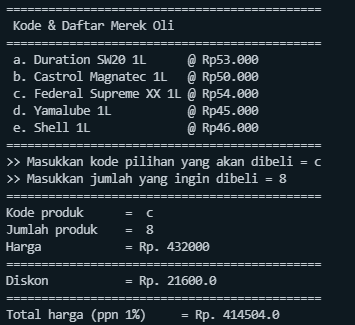 =============================================
Kode & Daftar Merek Oli
=============================================
a. Duration SW20 1L @ Rp53.000
b. Castrol Magnatec 1L @ Rp50.000
c. Federal Supreme XX 1L @ Rp54.000
d. Yamalube 1L @ Rp45.000
e. Shell 1L @ Rp46.000
=============================================
>> Masukkan kode pilihan yang akan dibeli = c
>> Masukkan jumlah yang ingin dibeli = 8
=============================================
Kode produk = c
Jumlah produk = 8
Harga = Rp. 432000
=============================================
Diskon = Rp. 21600.0
=============================================
Total harga (ppn 1%) = Rp. 414504.0